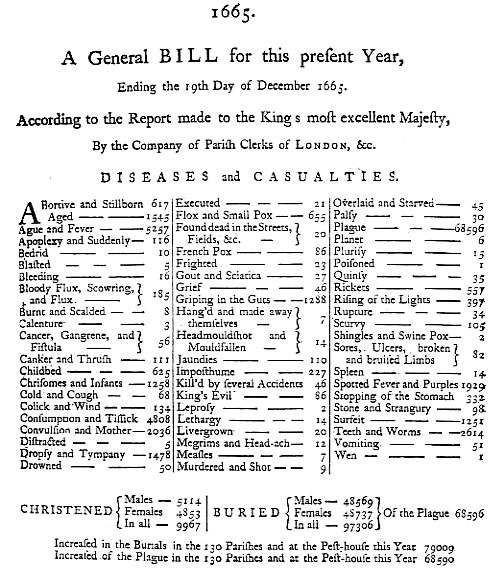 1665.
A General BILL for this preſent Year,
Ending the 19th Day of December 1665.
According to the Report made to the King s moſt excellent Majeſty,
By the Company of Pariſh Clerks of LONDON, &c.
DISEASES and CASUALTIES.
ABortive and Stillborn 617
Aged — — — 1545
Ague and Fever — — 5257
Apoplexy and Suddenly — 116
Bedrid — — — 10
Blaſted — — — 5
Bleeding — — — 16
Bloody Flux, Scowring, } 185
and Flux. — —
Burnt and Scalded — — 8
Calenture — — — 3
Cancer, Gangrene, and } 56
Fiſtula — —
Canker and Thruſh — 111
Childbed — — — 625
Chriſomes and Infants — 1258
Cold and Cough — — 68
Colick and Wind — — 134
Conſumption and Tiſſick 4808
Convulſion and Mother — 2036
Diſtracted — — — 5
Dropſy and Tympany — 1478
Drowned — — — 50
Executed — — — 21
Flox and Small Pox — — 655
Found dead in the Streets, } 20
Fields, &c. —
French Pox — — 86
Frighted — — — 23
Gout and Sciatica — — 27
Grief — — — 46
Griping in the Guts — 1288
Hang'd and made away } 7
themſelves —
Headmouldſhot and } 14
Mouldfallen —
Jaundies — — — 110
Impoſthume — — 227
Kill'd by ſeveral Accidents 46
King's Evil — — 86
Leproſy — — — 2
Lethargy — — — 14
Livergrown — — 20
Megrims and Head-ach — 12
Meaſles — — — 7
Murdered and Shot — — 9
Overlaid and Starved — 45
Palſy — — — 30
Plague — — — 68596
Planet — — — 6
Pluriſy — — — 15
Poiſoned — — — 1
Quinſy — — — 35
Rickets — — — 557
Riſing of the Lights — 397
Rupture — — — 34
Scurvy — — — 105
Shingles and Swine Pox — 2
Sores, Ulcers, broken } 82
and bruiſed Limbs
Spleen — — — 14
Spotted Fever and Purples 1929
Stopping of the Stomach 332
Stone and Strangury — 98
Surfeit — — — 1251
Teeth and Worms — — 2614
Vomiting — — — 51
Wen — — — 1
CHRISTENED { Males — 5114
Females 4853
In all — 9967
BURIED { Males — 48569
Females 48737
In all — 97306 } Of the Plague 68596
Increaſed in the Burials in the 130 Pariſhes and at the Peſt-houſe this Year 79009
Increaſed of the Plague in the 130 Pariſhes and at the Peſt-houſe this Year 68590